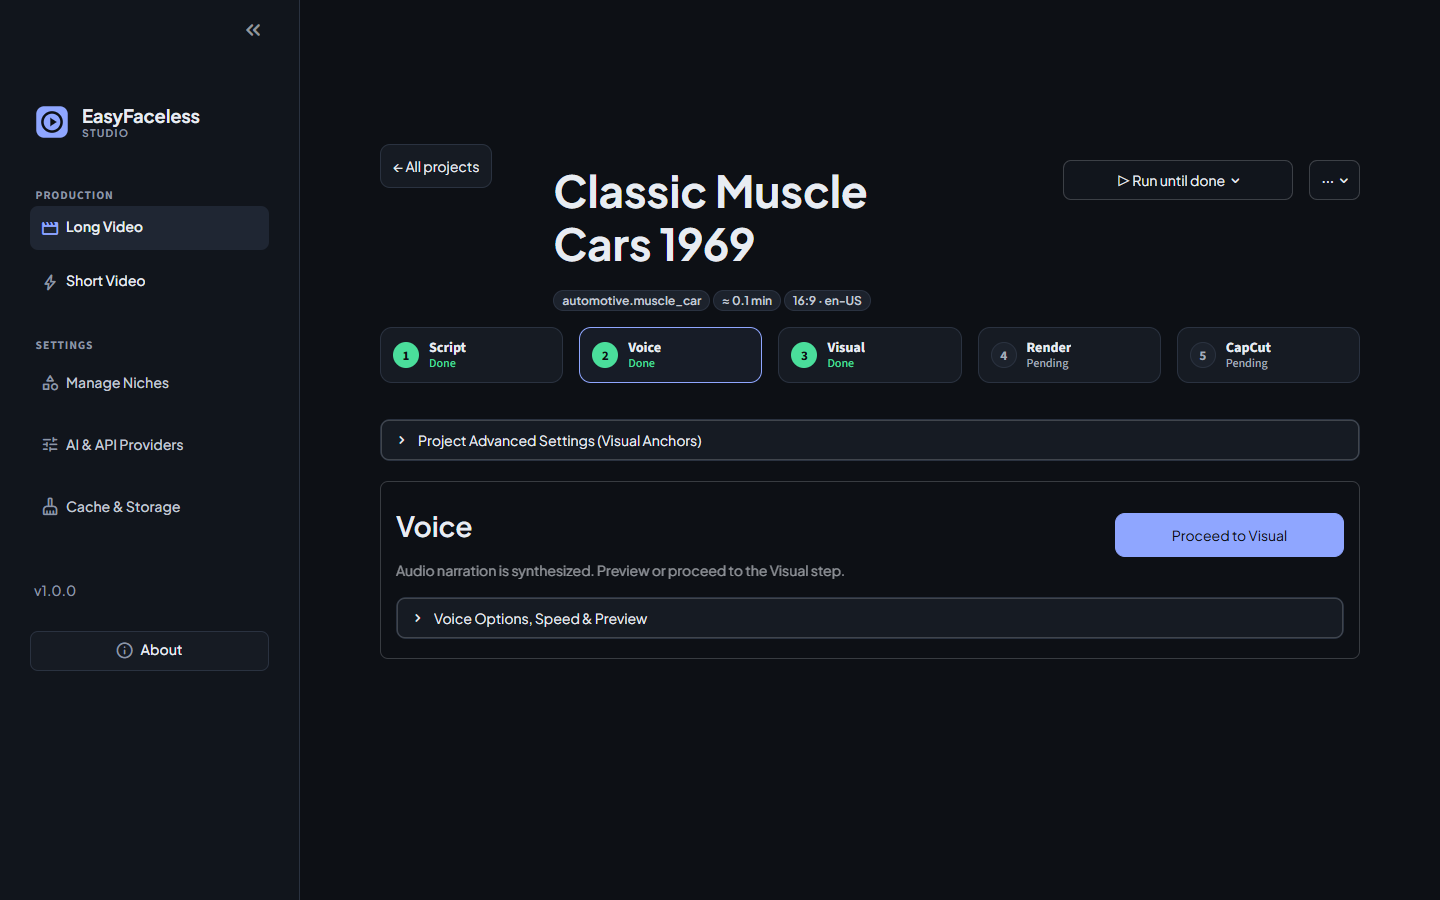 EasyFaceless
STUDIO
PRODUCTION
Long Video
Short Video
SETTINGS
Manage Niches
AI & API Providers
Cache & Storage
v1.0.0
About
← All projects
Classic Muscle
Cars 1969
▷ Run until done
...
automotive.muscle_car
≈ 0.1 min
16:9 · en-US
1
Script
Done
2
Voice
Done
3
Visual
Done
4
Render
Pending
5
CapCut
Pending
Project Advanced Settings (Visual Anchors)
Voice
Proceed to Visual
Audio narration is synthesized. Preview or proceed to the Visual step.
Voice Options, Speed & Preview